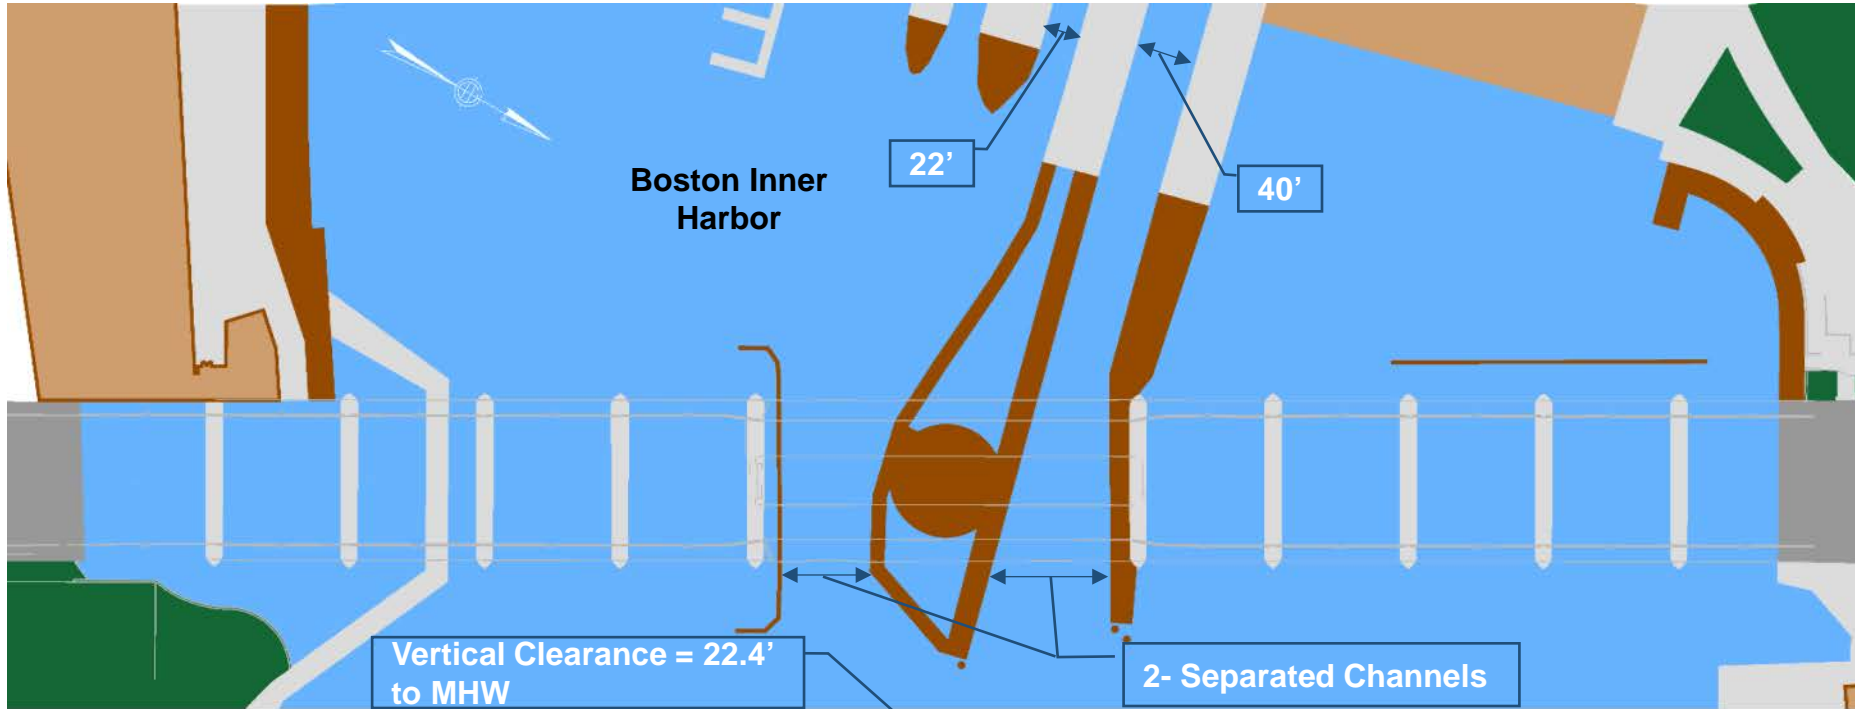 22’
40’
Boston Inner
Harbor
Vertical Clearance = 22.4’
to MHW
2- Separated Channels